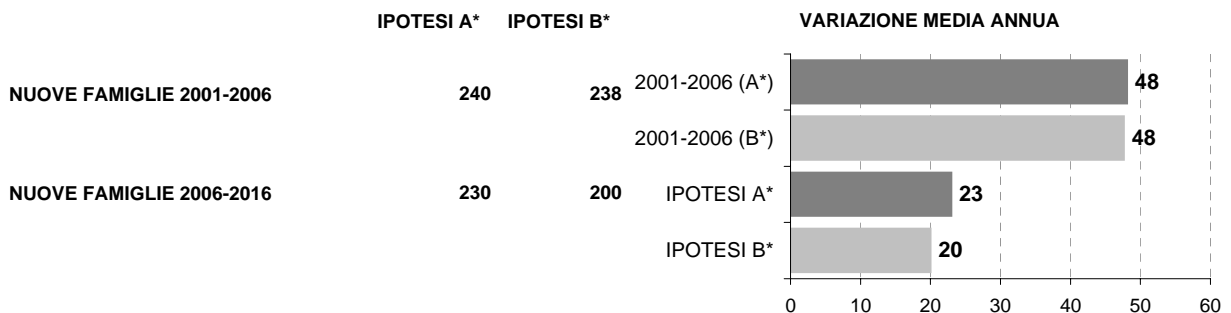 IPOTESI A* IPOTESI B* VARIAZIONE MEDIA ANNUA
NUOVE FAMIGLIE 2001-2006 240 238
NUOVE FAMIGLIE 2006-2016 230 200
2001-2006 (A*) 48
2001-2006 (B*) 48
IPOTESI A* 23
IPOTESI B* 20
0 10 20 30 40 50 60